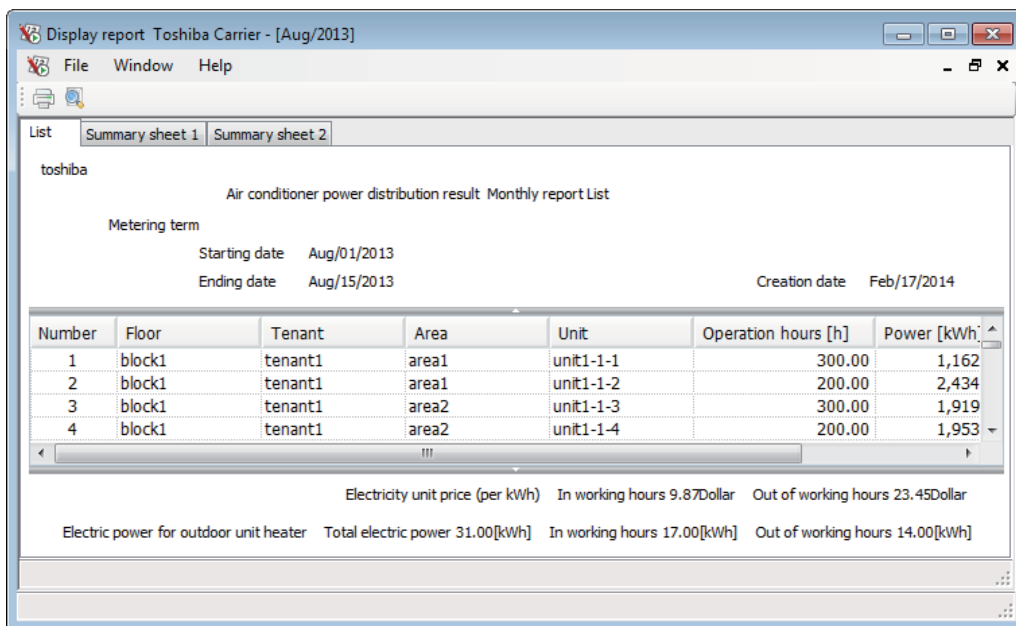 Display report Toshiba Carrier - [Aug/2013]
File Window Help
List Summary sheet 1 Summary sheet 2
toshiba
Air conditioner power distribution result Monthly report List
Metering term
Starting date Aug/01/2013
Ending date Aug/15/2013 Creation date Feb/17/2014
Number Floor Tenant Area Unit Operation hours [h] Power [kWh]
1 block1 tenant1 area1 unit1-1-1 300.00 1,162
2 block1 tenant1 area1 unit1-1-2 200.00 2,434
3 block1 tenant1 area2 unit1-1-3 300.00 1,919
4 block1 tenant1 area2 unit1-1-4 200.00 1,953
Electricity unit price (per kWh) In working hours 9.87Dollar Out of working hours 23.45Dollar
Electric power for outdoor unit heater Total electric power 31.00[kWh] In working hours 17.00[kWh] Out of working hours 14.00[kWh]